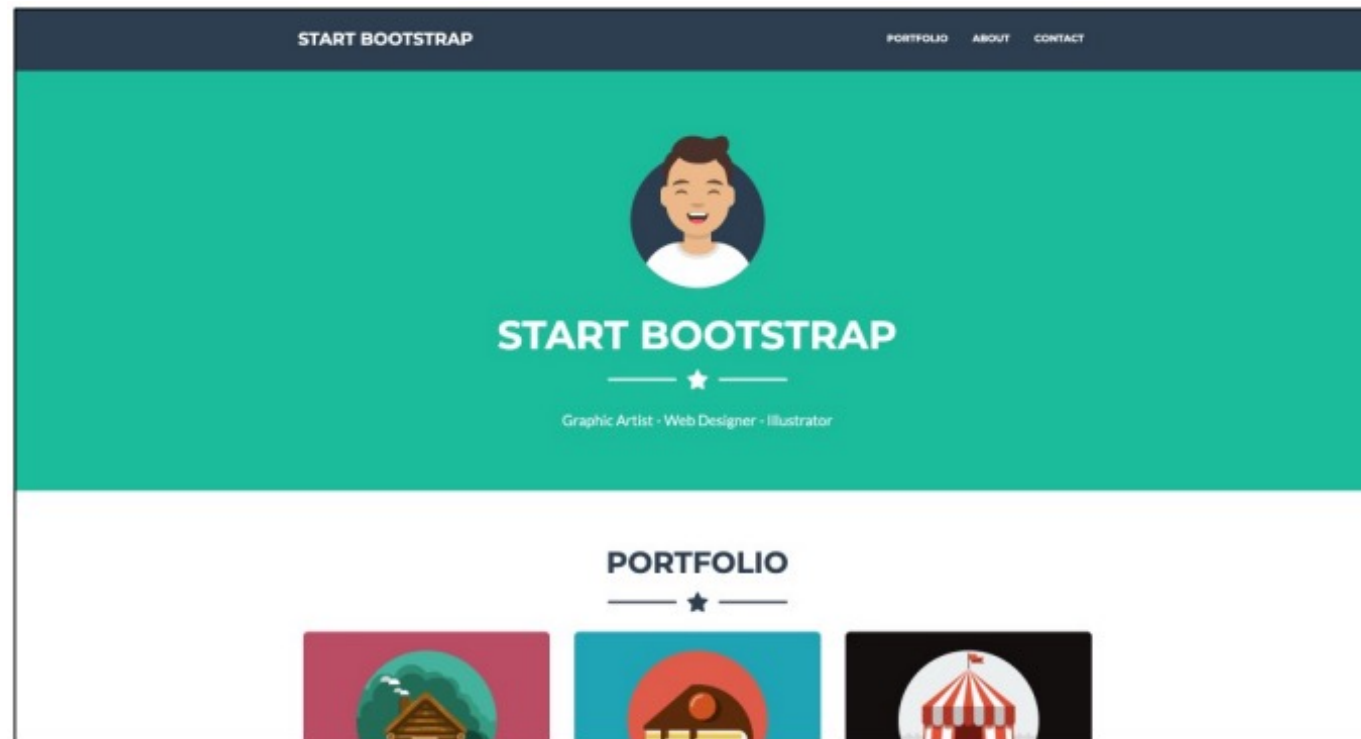 START BOOTSTRAP
PORTFOLIO ABOUT CONTACT
START BOOTSTRAP
Graphic Artist - Web Designer - Illustrator
PORTFOLIO